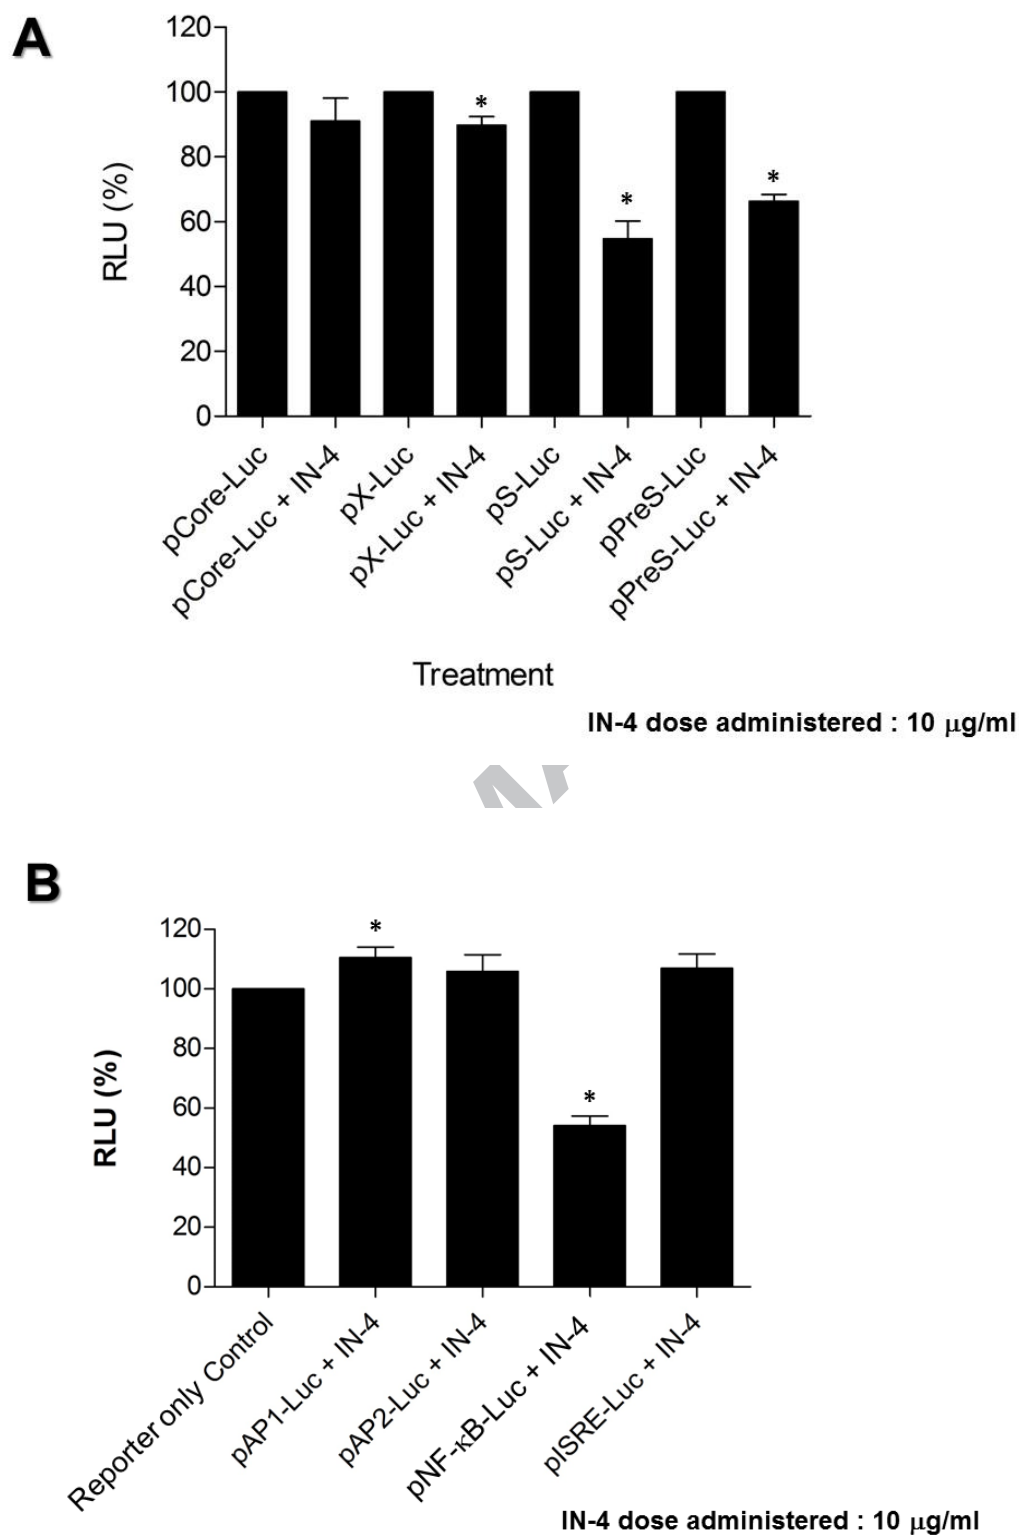 A
120
100
80
60
40
20
0
RLU (%)
*
*
*
pCore-Luc
pCore-Luc + IN-4
pX-Luc
pX-Luc + IN-4
pS-Luc
pS-Luc + IN-4
pPreS-Luc
pPreS-Luc + IN-4
Treatment
IN-4 dose administered : 10 μg/ml
B
120
100
80
60
40
20
0
RLU (%)
*
*
Reporter only Control
pAP1-Luc + IN-4
pAP2-Luc + IN-4
pNF-κB-Luc + IN-4
pISRE-Luc + IN-4
IN-4 dose administered : 10 μg/ml